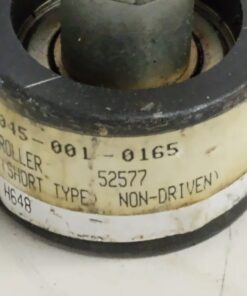 045-001-0165
ROLLER 52577
(SHORT TYPE) NON-DRIVEN)
H648